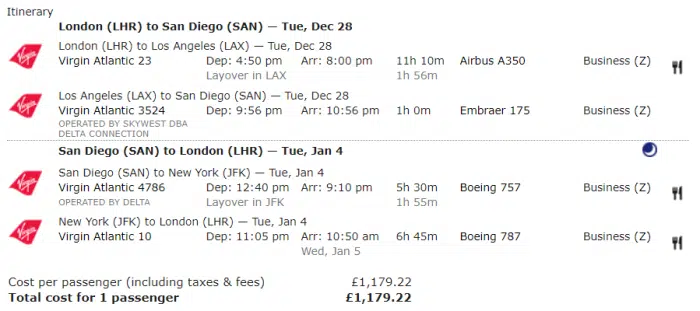 Itinerary
London (LHR) to San Diego (SAN) — Tue, Dec 28
London (LHR) to Los Angeles (LAX) — Tue, Dec 28
Virgin Atlantic 23 Dep: 4:50 pm Arr: 8:00 pm 11h 10m Airbus A350 Business (Z)
Layover in LAX 1h 56m
Los Angeles (LAX) to San Diego (SAN) — Tue, Dec 28
Virgin Atlantic 3524 Dep: 9:56 pm Arr: 10:56 pm 1h 0m Embraer 175 Business (Z)
OPERATED BY SKYWEST DBA
DELTA CONNECTION
San Diego (SAN) to London (LHR) — Tue, Jan 4
San Diego (SAN) to New York (JFK) — Tue, Jan 4
Virgin Atlantic 4786 Dep: 12:40 pm Arr: 9:10 pm 5h 30m Boeing 757 Business (Z)
OPERATED BY DELTA Layover in JFK 1h 55m
New York (JFK) to London (LHR) — Tue, Jan 4
Virgin Atlantic 10 Dep: 11:05 pm Arr: 10:50 am 6h 45m Boeing 787 Business (Z)
Wed, Jan 5
Cost per passenger (including taxes & fees) £1,179.22
Total cost for 1 passenger £1,179.22